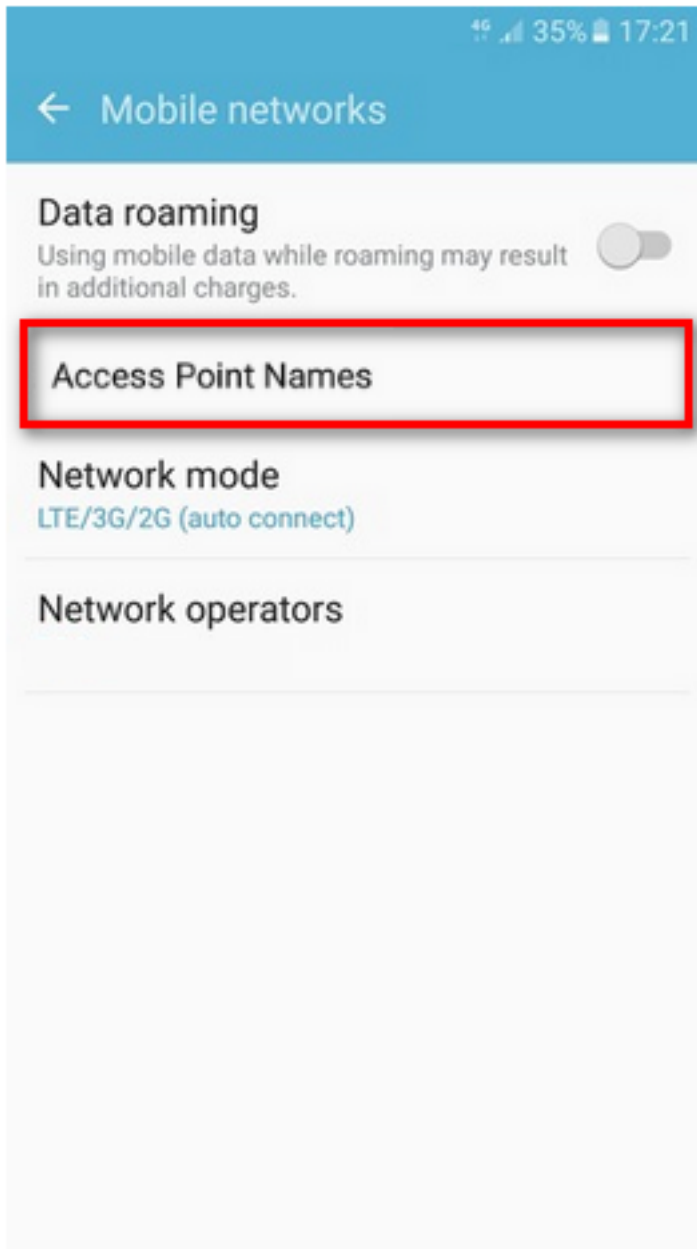 4G 35% 17:21
Mobile networks
Data roaming
Using mobile data while roaming may result
in additional charges.
Access Point Names
Network mode
LTE/3G/2G (auto connect)
Network operators